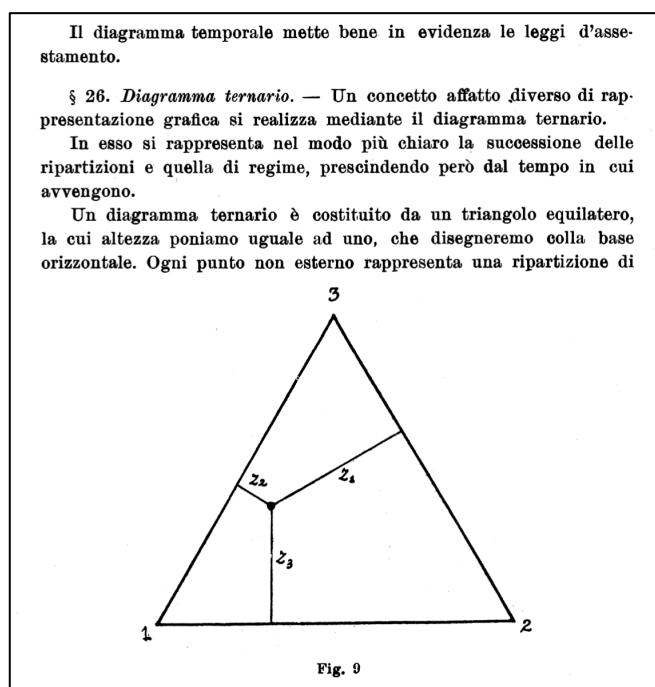 Il diagramma temporale mette bene in evidenza le leggi d'asse-
stamento.
§ 26. Diagramma ternario. — Un concetto affatto diverso di rap-
presentazione grafica si realizza mediante il diagramma ternario.
In esso si rappresenta nel modo più chiaro la successione delle
ripartizioni e quella di regime, prescindendo però dal tempo in cui
avvengono.
Un diagramma ternario è costituito da un triangolo equilatero,
la cui altezza poniamo uguale ad uno, che disegneremo colla base
orizzontale. Ogni punto non esterno rappresenta una ripartizione di
3
z₂
z₁
z₃
1
2
Fig. 9